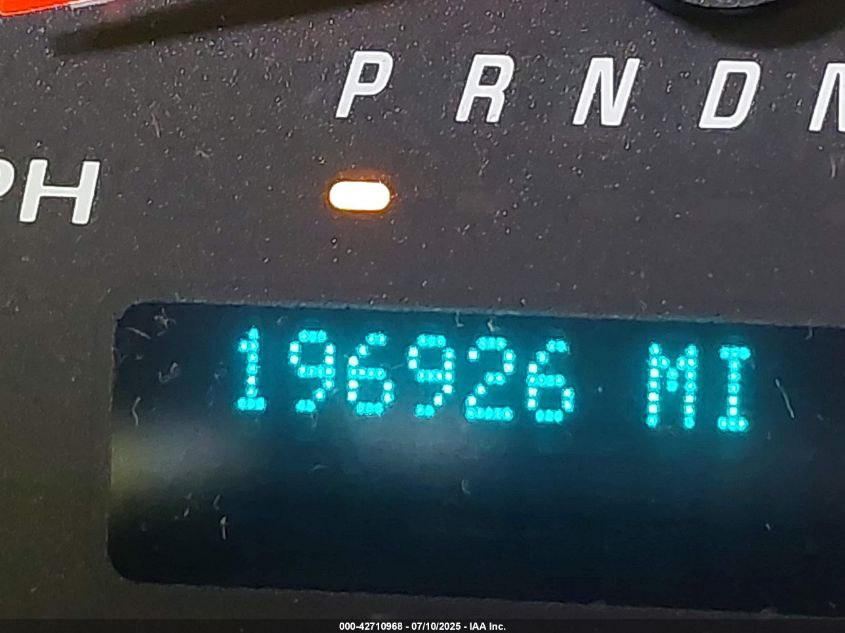 P R N D
PH
196926 MI
000-42710968 - 07/10/2025 - IAA Inc.